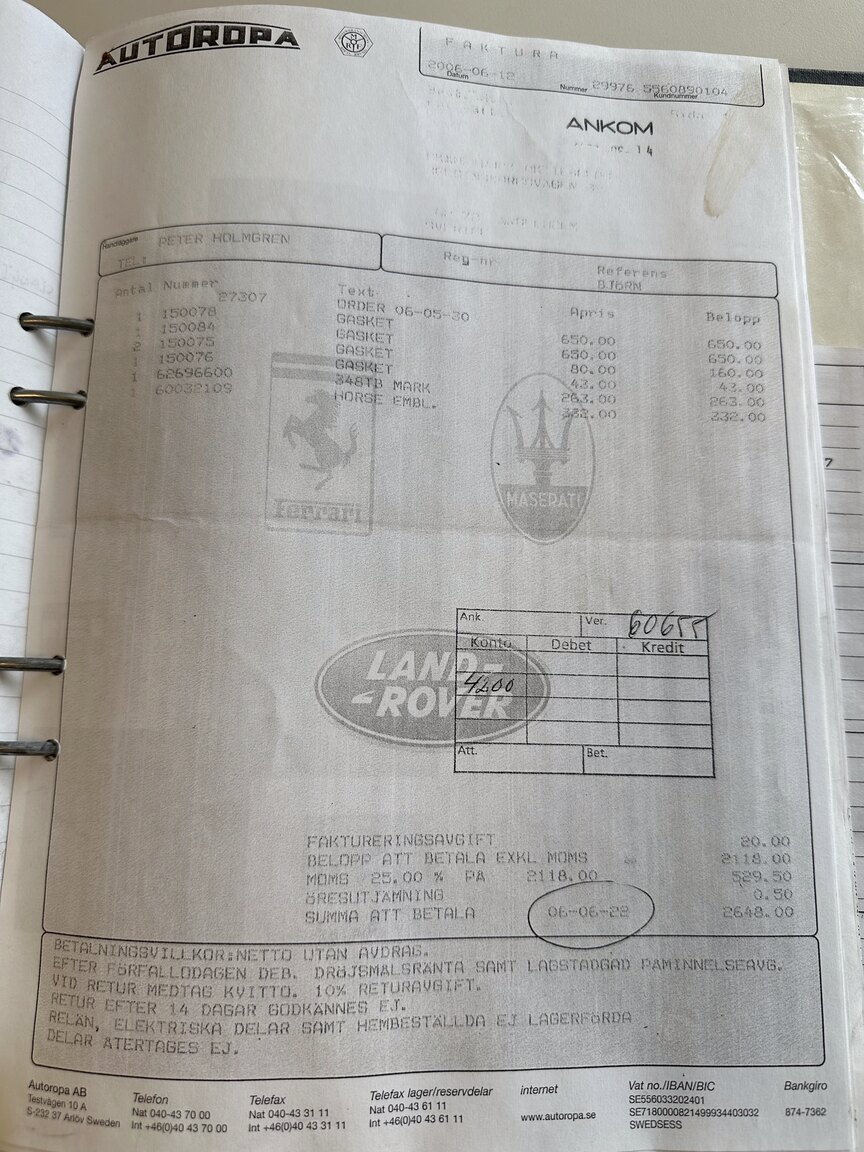 AUTOROPA
FAKTURA
2006-06-12
Datum
Nummer 29976 5560890104
Kundnummer
ANKOM
14
Handläggare PETER HOLMGREN
TEL:
Reg-nr
Referens
BJÖRN
Antal Nummer Text Apris Belopp
27307 ORDER 06-05-30
1 150078 GASKET 650.00 650.00
1 150084 GASKET 650.00 650.00
2 150075 GASKET 80.00 160.00
1 150076 GASKET 43.00 43.00
1 62696600 348TB MARK 263.00 263.00
1 60032109 HORSE EMBL. 332.00 332.00
Ferrari
MASERATI
Ank. Ver. 60655
Konto Debet Kredit
4200
Att. Bet.
LAND-
ROVER
FAKTURERINGSAVGIFT 20.00
BELOPP ATT BETALA EXKL MOMS 2118.00
MOMS 25.00 % PA 2118.00 529.50
ÖRESUTJÄMNING 0.50
SUMMA ATT BETALA 06-06-22 2648.00
BETALNINGSVILLKOR:NETTO UTAN AVDRAG.
EFTER FÖRFALLODAGEN DEB. DRÖJSMÅLSRÄNTA SAMT LAGSTADGAD PAMINNELSEAVG.
VID RETUR MEDTAG KVITTO. 10% RETURAVGIFT.
RETUR EFTER 14 DAGAR GODKÄNNES EJ.
RELÄN, ELEKTRISKA DELAR SAMT HEMBESTÄLLDA EJ LAGERFÖRDA
DELAR ÅTERTAGES EJ.
Autoropa AB
Testvägen 10 A
S-232 37 Arlöv Sweden
Telefon
Nat 040-43 70 00
Int +46(0)40 43 70 00
Telefax
Nat 040-43 31 11
Int +46(0)40 43 31 11
Telefax lager/reservdelar
Nat 040-43 61 11
Int +46(0)40 43 61 11
internet
www.autoropa.se
Vat no./IBAN/BIC
SE556033202401
SE7180000821499934403032
SWEDSESS
Bankgiro
874-7362